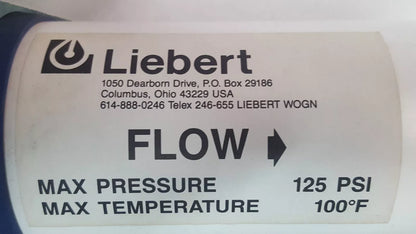 Liebert
1050 Dearborn Drive, P.O. Box 29186
Columbus, Ohio 43229 USA
614-888-0246 Telex 246-655 LIEBERT WOGN
FLOW
MAX PRESSURE 125 PSI
MAX TEMPERATURE 100°F